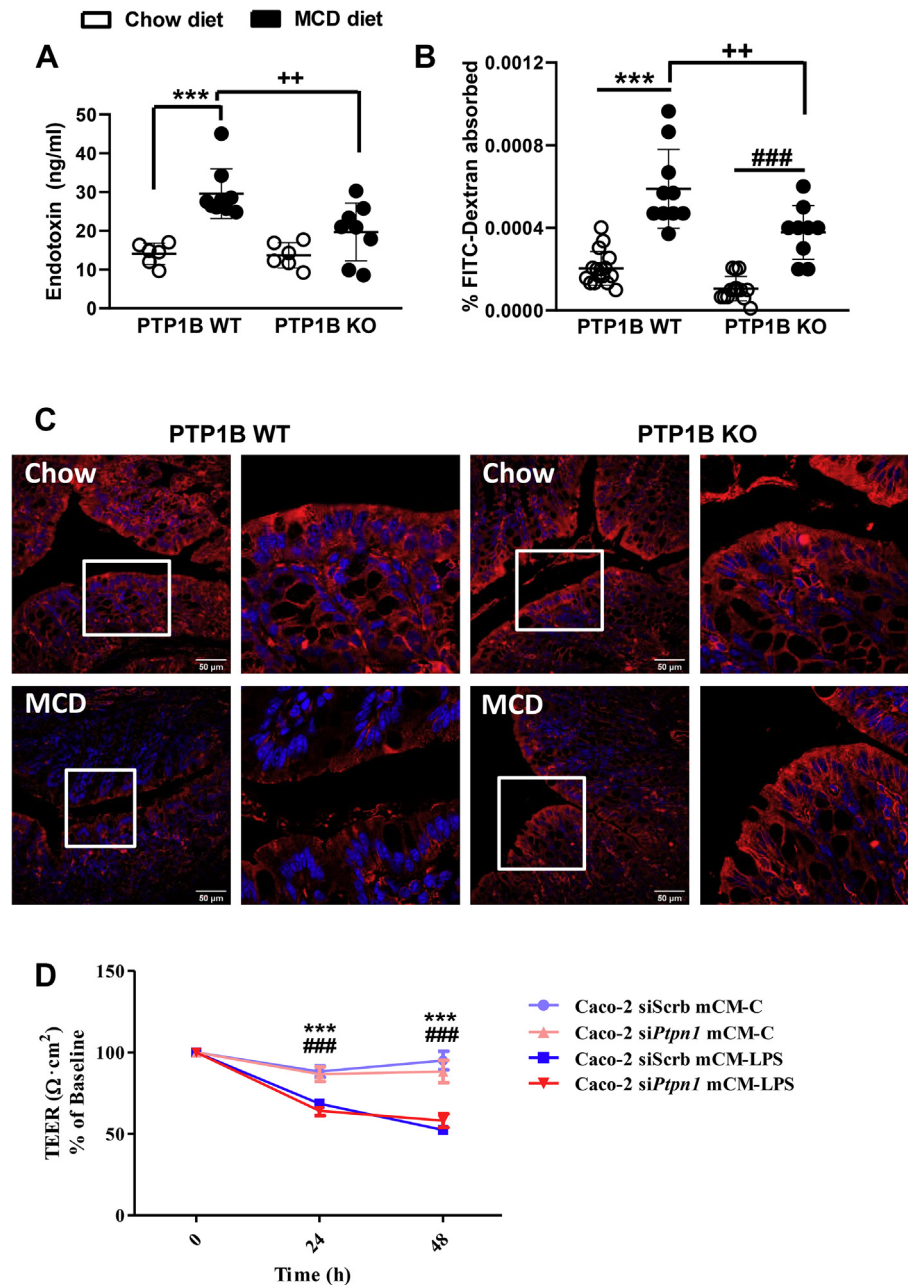 Chow diet MCD diet
A
*** ++
Endotoxin (ng/ml)
50
40
30
20
10
0
PTP1B WT PTP1B KO
B
*** ++
###
% FITC-Dextran absorbed
0.0012
0.0008
0.0004
0.0000
PTP1B WT PTP1B KO
C
PTP1B WT PTP1B KO
Chow
50 µm
Chow
50 µm
MCD
50 µm
MCD
50 µm
D
TEER (Ω·cm²)
% of Baseline
150
100
50
0
*** ***
### ###
0 24 48
Time (h)
Caco-2 siScrb mCM-C
Caco-2 siPtpn1 mCM-C
Caco-2 siScrb mCM-LPS
Caco-2 siPtpn1 mCM-LPS